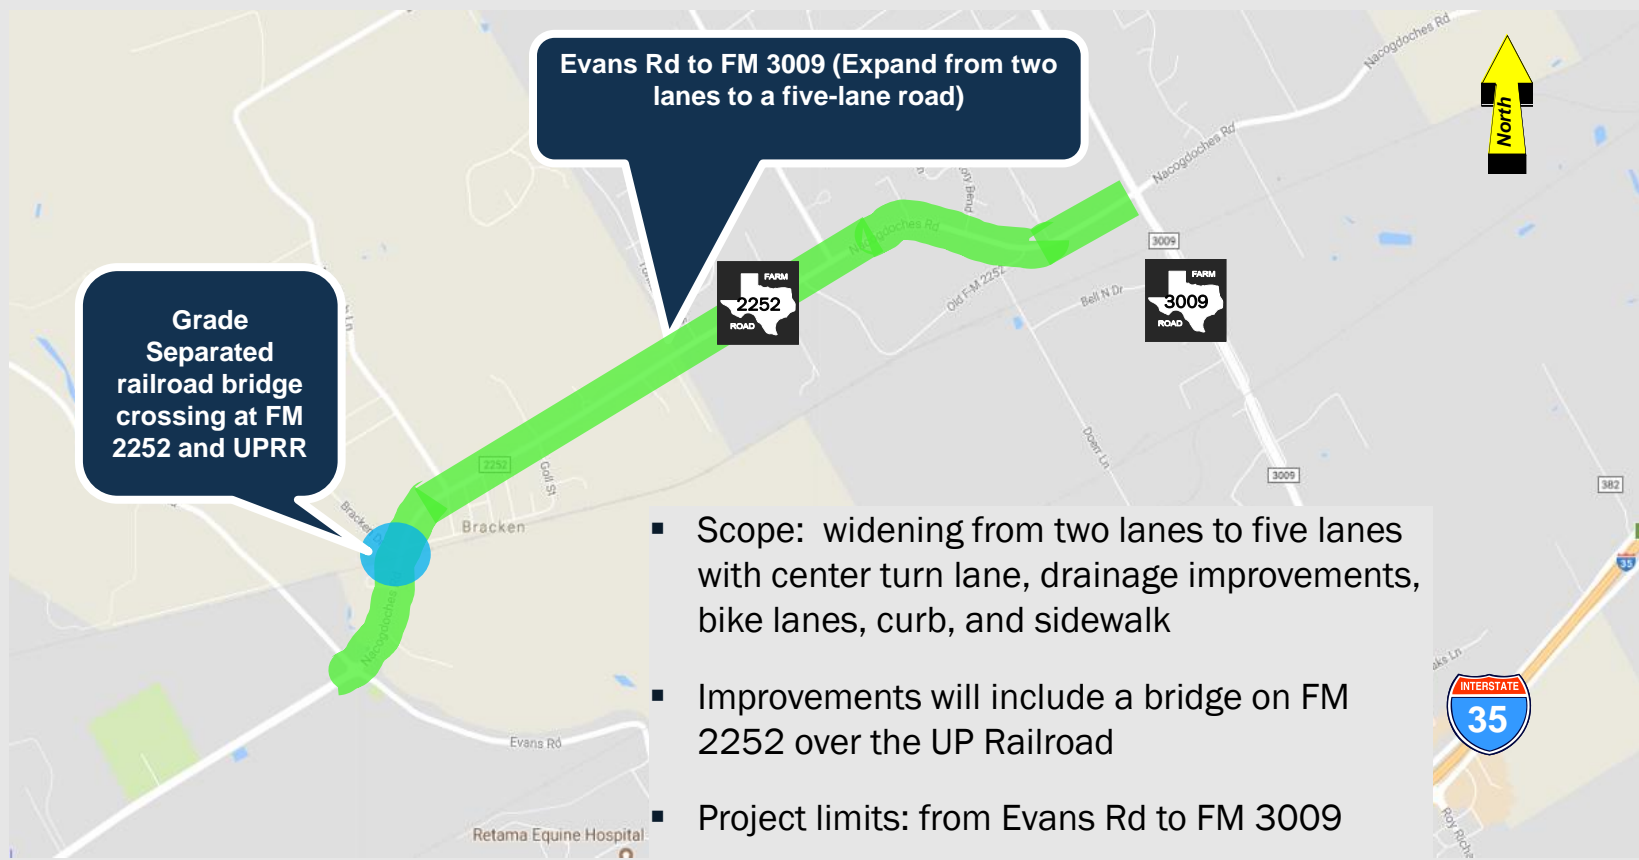 Nacogdoches Rd
Evans Rd to FM 3009 (Expand from two
lanes to a five-lane road)
North
Nacogdoches Rd
Nacogdoches Rd
3009
Old F-M 2252
Bell N Dr
FARM
2252
ROAD
FARM
3009
ROAD
Grade
Separated
railroad bridge
crossing at FM
2252 and UPRR
2252
Goll St
Doerr Ln
3009
382
Bracken
Bracken
Nacogdoches
35
▪ Scope: widening from two lanes to five lanes
with center turn lane, drainage improvements,
bike lanes, curb, and sidewalk
▪ Improvements will include a bridge on FM
2252 over the UP Railroad
▪ Project limits: from Evans Rd to FM 3009
INTERSTATE
35
Evans Rd
Retama Equine Hospital